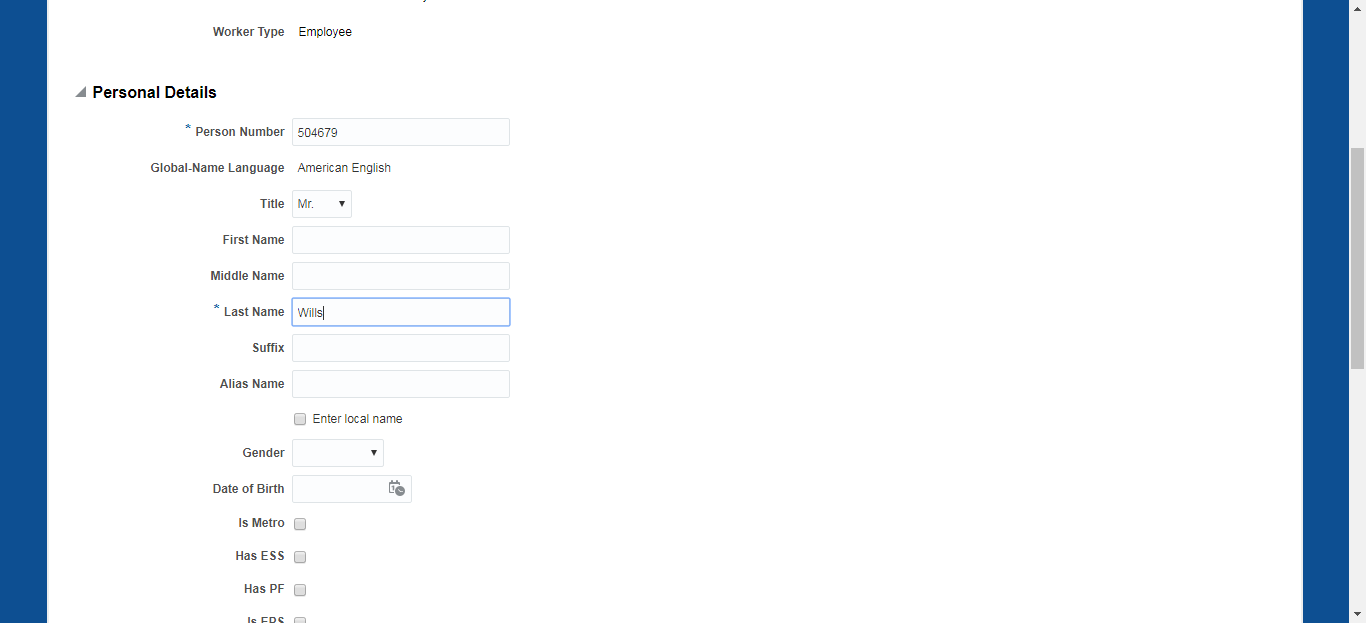 Worker Type Employee
Personal Details
* Person Number 504679
Global-Name Language American English
Title Mr.
First Name
Middle Name
* Last Name Wills
Suffix
Alias Name
Enter local name
Gender
Date of Birth
Is Metro
Has ESS
Has PF
Is EPS